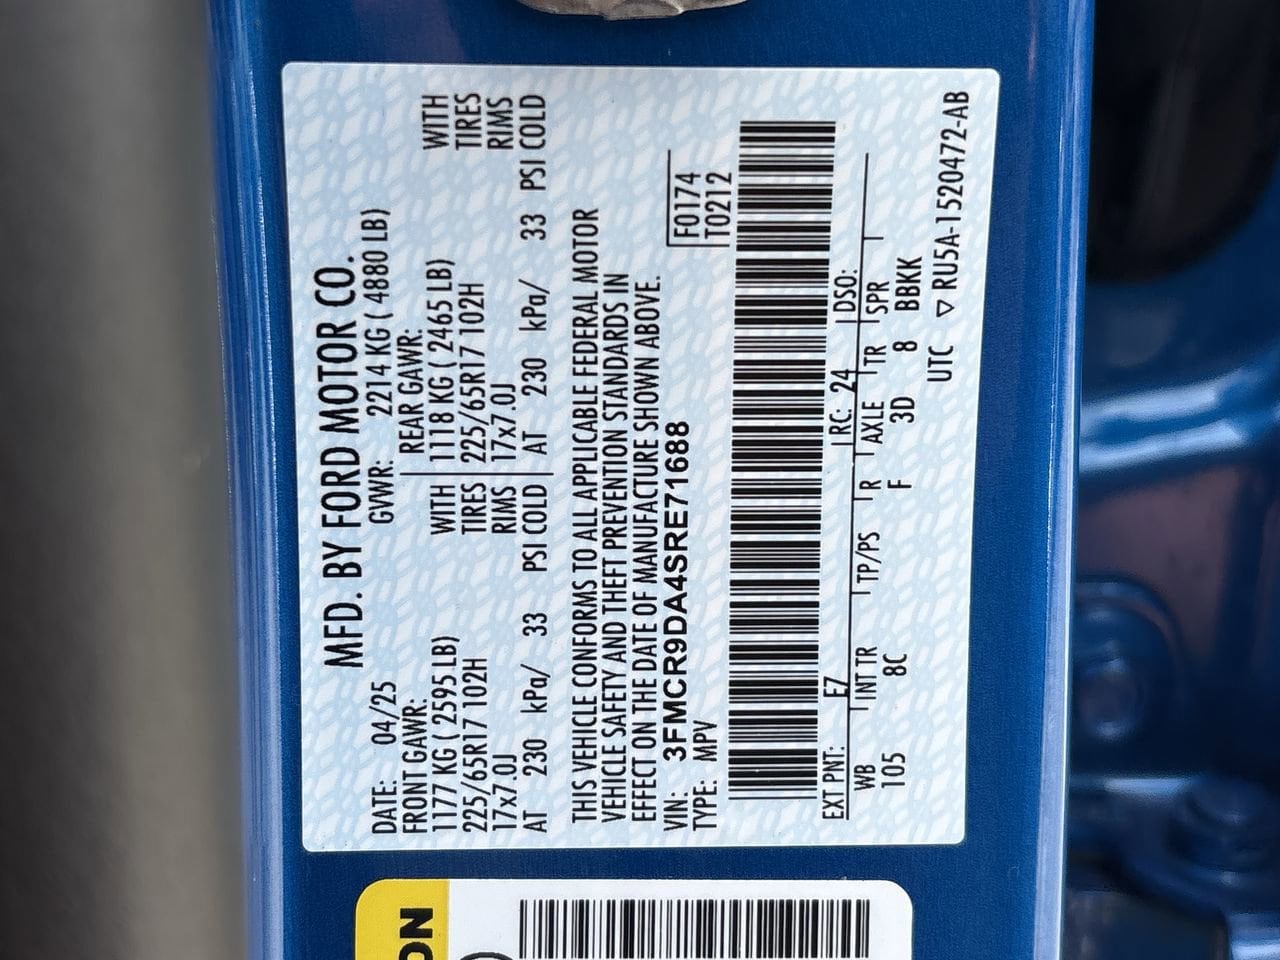 MFD. BY FORD MOTOR CO.
DATE: 04/25 GVWR: 2214 KG ( 4880 LB)
FRONT GAWR: REAR GAWR:
1177 KG ( 2595 LB) WITH 1118 KG ( 2465 LB) WITH
225/65R17 102H TIRES 225/65R17 102H TIRES
17x7.0J RIMS 17x7.0J RIMS
AT 230 kPa/ 33 PSI COLD AT 230 kPa/ 33 PSI COLD
THIS VEHICLE CONFORMS TO ALL APPLICABLE FEDERAL MOTOR
VEHICLE SAFETY AND THEFT PREVENTION STANDARDS IN
EFFECT ON THE DATE OF MANUFACTURE SHOWN ABOVE.
VIN: 3FMCR9DA4SRE71688 F0174
TYPE: MPV T0212
EXT PNT: E7 RC: 24 DSO:
WB INT TR TP/PS R AXLE TR SPR
105 8C F 3D 8 BBKK
UTC ▽ RU5A-1520472-AB